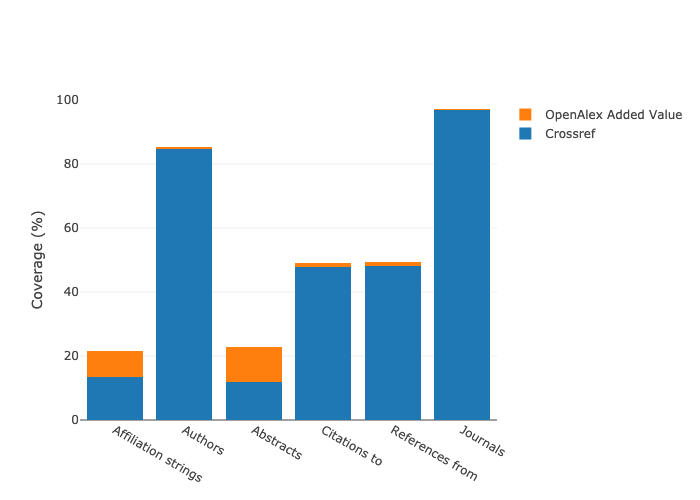 100
80
60
40
20
0
Coverage (%)
Affiliation strings
Authors
Abstracts
Citations to
References from
Journals
OpenAlex Added Value
Crossref